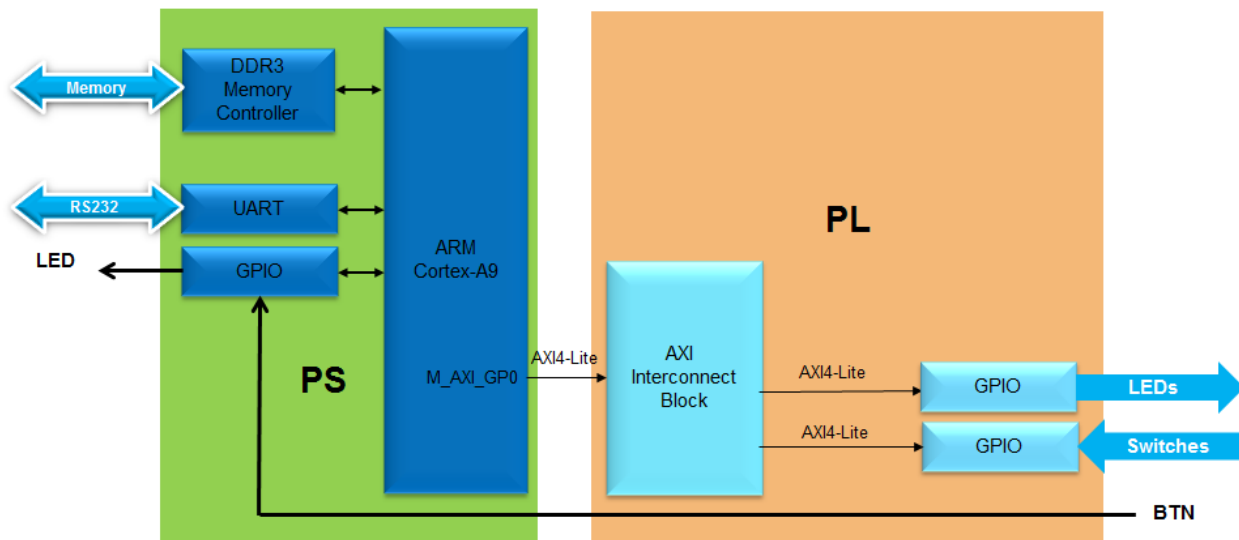 DDR3
Memory
Controller
Memory
UART
RS232
GPIO
LED
ARM
Cortex-A9
M_AXI_GP0
PS
PL
AXI4-Lite
AXI
Interconnect
Block
AXI4-Lite
GPIO
LEDs
AXI4-Lite
GPIO
Switches
BTN